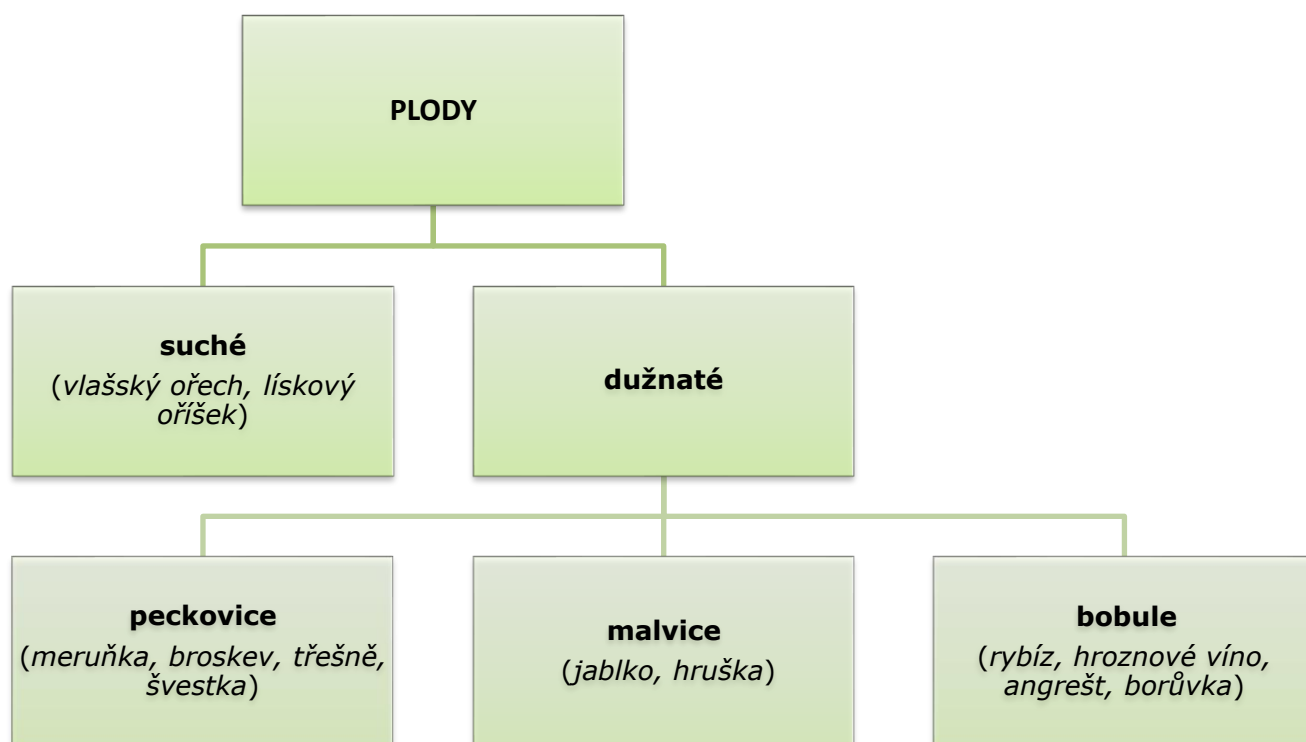 PLODY
suché
(vlašský ořech, lískový
oříšek)
dužnaté
peckovice
(meruňka, broskev, třešně,
švestka)
malvice
(jablko, hruška)
bobule
(rybíz, hroznové víno,
angrešt, borůvka)